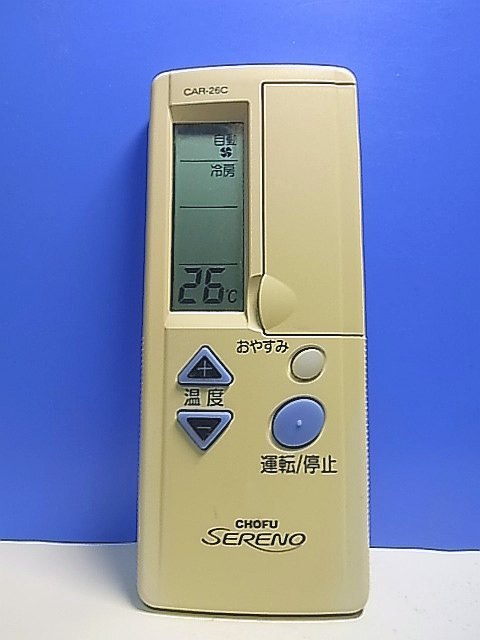 CAR-26C
自動
冷房
26℃
おやすみ
+
温度
-
運転/停止
CHOFU
SERENO